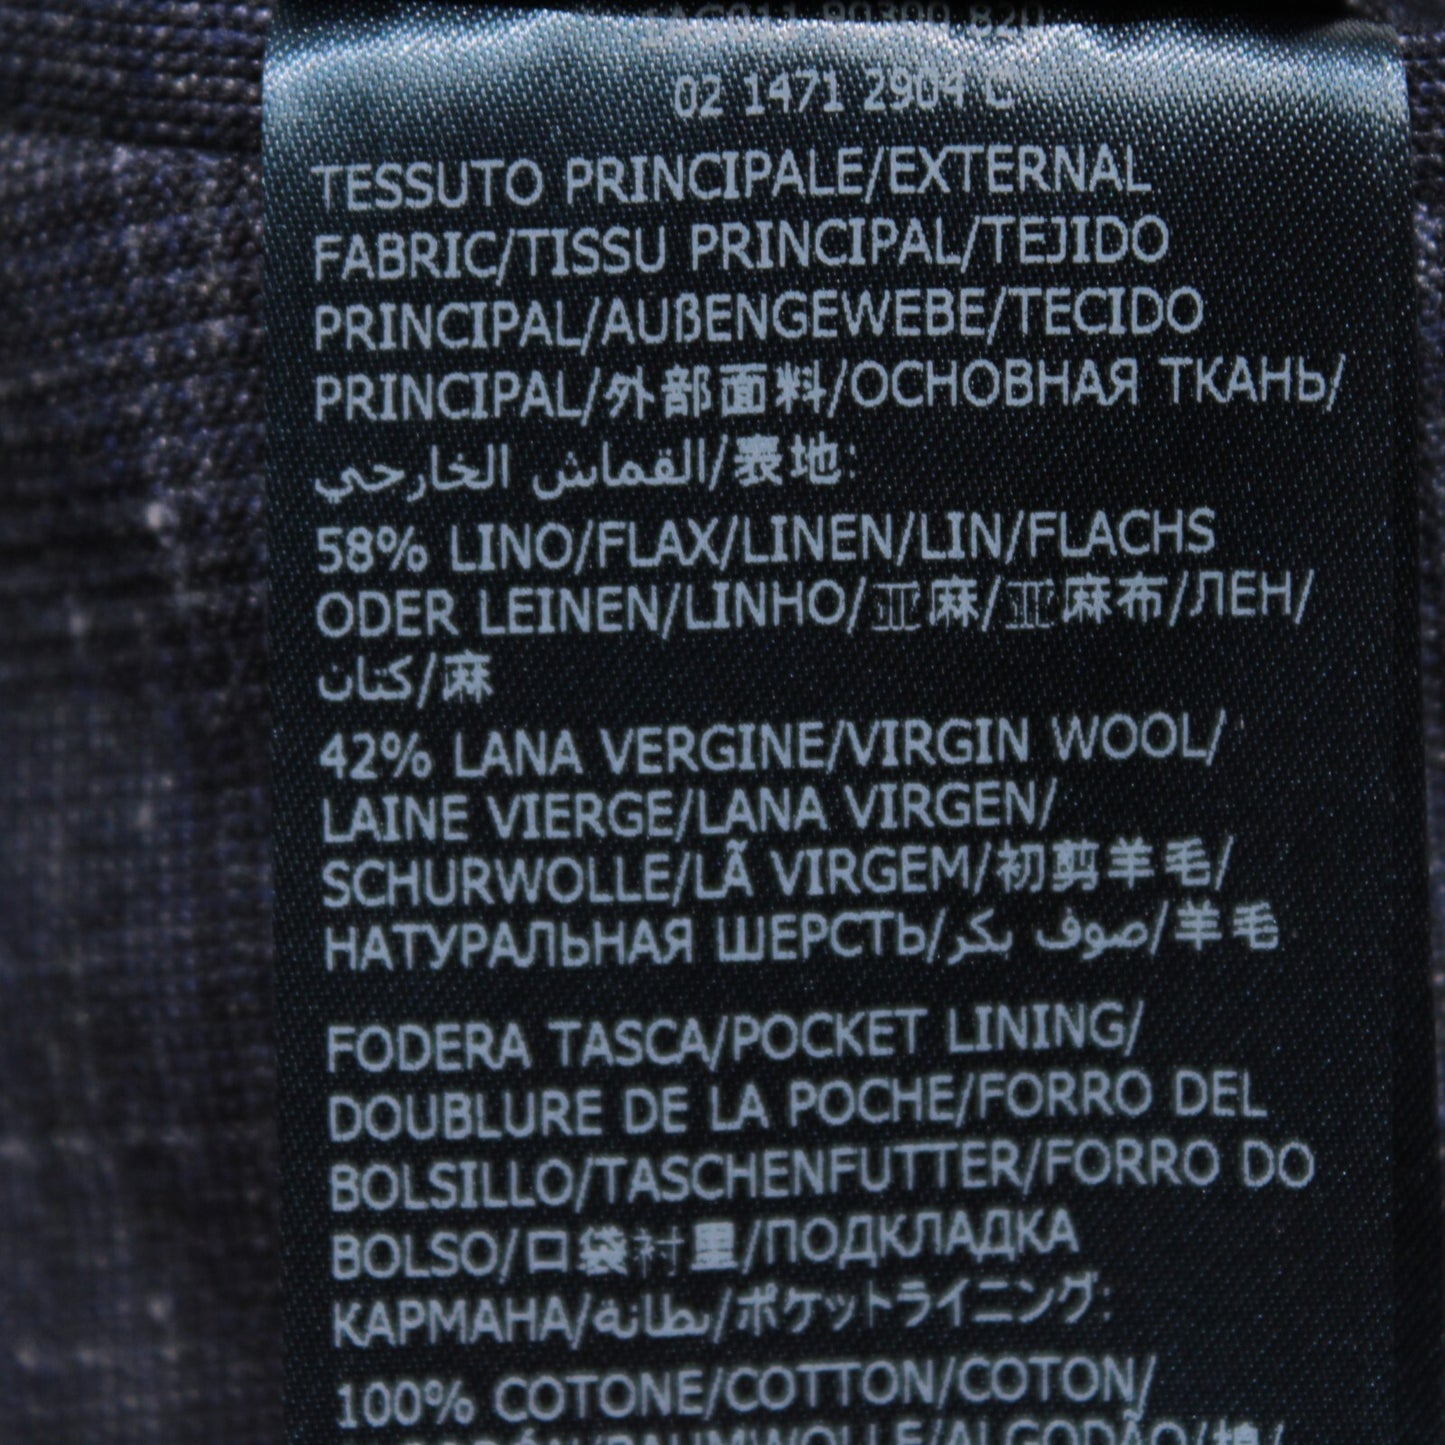 02 1471 2904 C
TESSUTO PRINCIPALE/EXTERNAL
FABRIC/TISSU PRINCIPAL/TEJIDO
PRINCIPAL/AUßENGEWEBE/TECIDO
PRINCIPAL/外部面料/ОСНОВНАЯ ТКАНЬ/
القماش الخارجي/表地:
58% LINO/FLAX/LINEN/LIN/FLACHS
ODER LEINEN/LINHO/亚麻/亚麻布/ЛЕН/
كتان/麻
42% LANA VERGINE/VIRGIN WOOL/
LAINE VIERGE/LANA VIRGEN/
SCHURWOLLE/LÃ VIRGEM/初剪羊毛/
НАТУРАЛЬНАЯ ШЕРСТЬ/صوف بكر/羊毛
FODERA TASCA/POCKET LINING/
DOUBLURE DE LA POCHE/FORRO DEL
BOLSILLO/TASCHENFUTTER/FORRO DO
BOLSO/口袋衬里/ПОДКЛАДКА
КАРМАНА/بطانة/ポケットライニング:
100% COTONE/COTTON/COTON/
BAUMWOLLE/ALGODÃO/